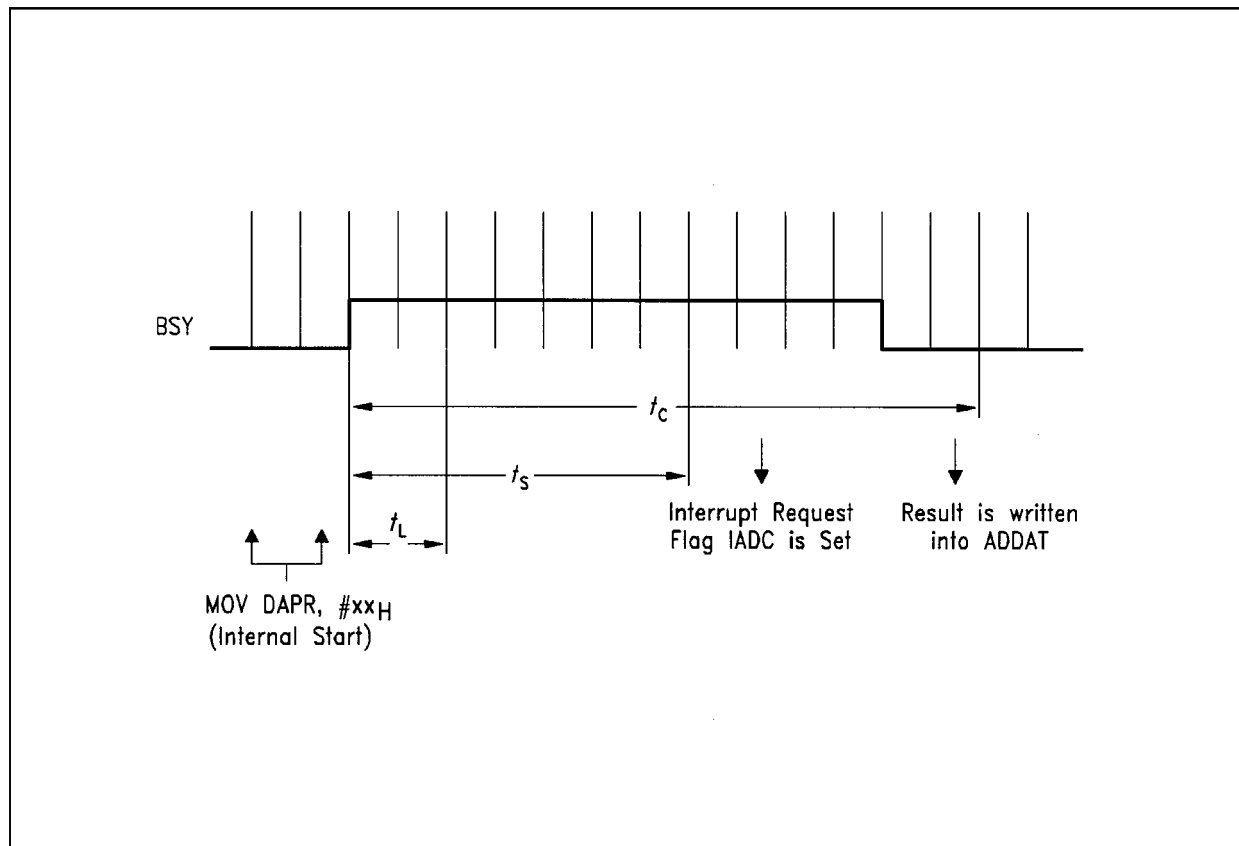 BSY
t_C
t_S
t_L
Interrupt Request
Flag IADC is Set
Result is written
into ADDAT
MOV DAPR, #xx_H
(Internal Start)